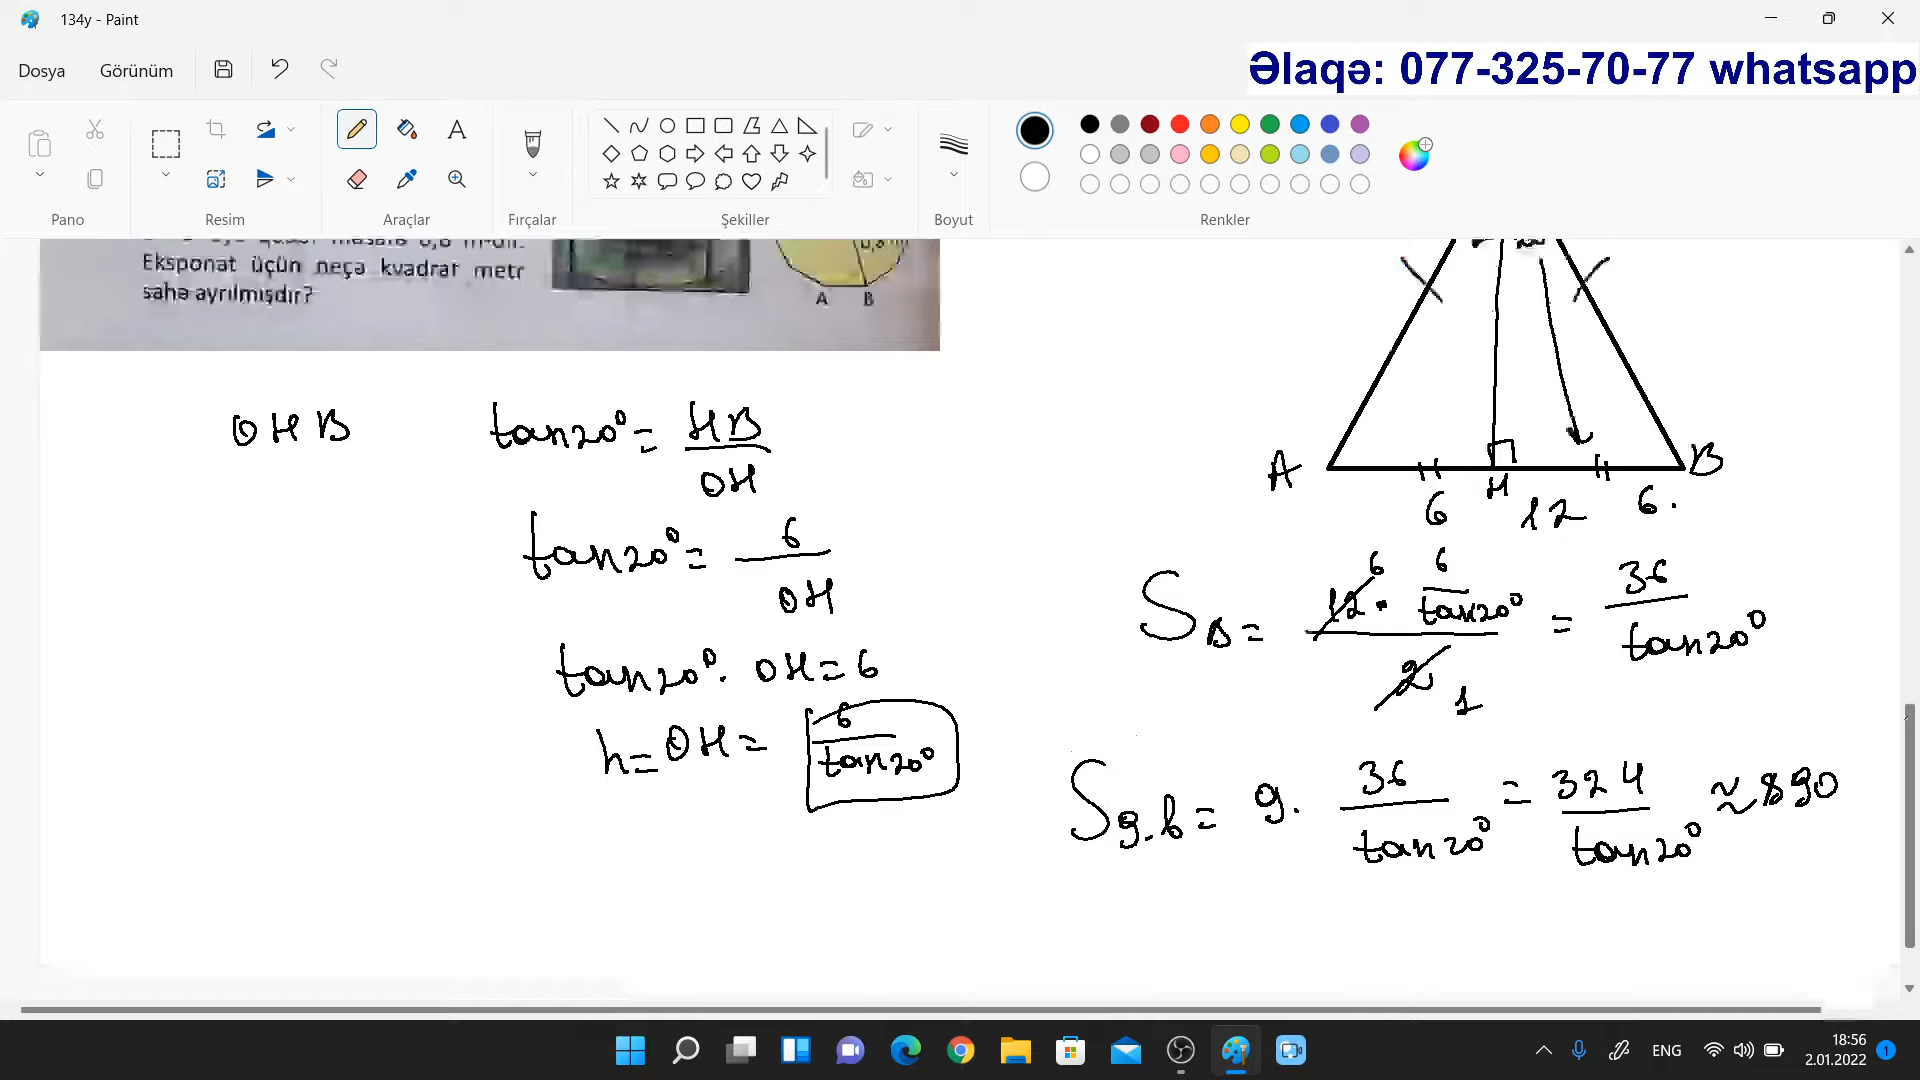 134y - Paint
Dosya Görünüm
Əlaqə: 077-325-70-77 whatsapp
Pano Resim Araçlar Fırçalar Şekiller Boyut Renkler
Eksponat üçün neçə kvadrat metr
sahə ayrılmışdır?
A B
OHB
tan20° = HB/OH
tan20° = 6/OH
tan20° · OH = 6
h = OH = 6/tan20°
A H B
6 12 6.
S△ = 12 6 · 6/tan20° / 2 1 = 36/tan20°
S9.b = 9 · 36/tan20° = 324/tan20° ≈ 890
ENG
18:56
2.01.2022
1